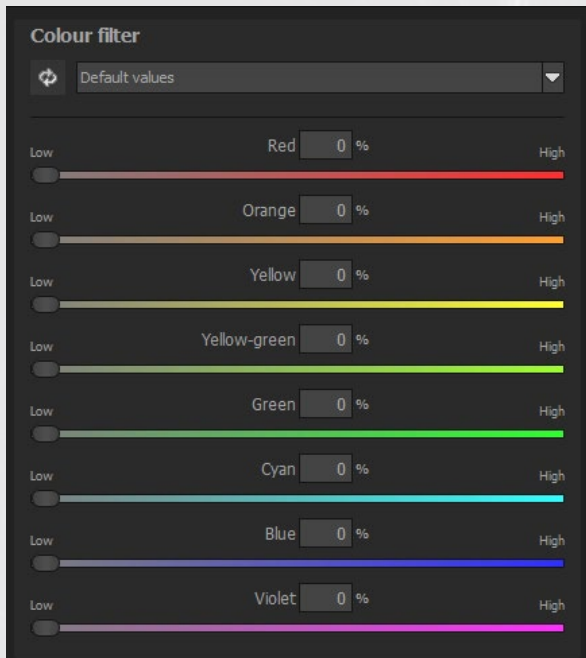 Colour filter
Default values
Red 0 %
Low High
Orange 0 %
Low High
Yellow 0 %
Low High
Yellow-green 0 %
Low High
Green 0 %
Low High
Cyan 0 %
Low High
Blue 0 %
Low High
Violet 0 %
Low High